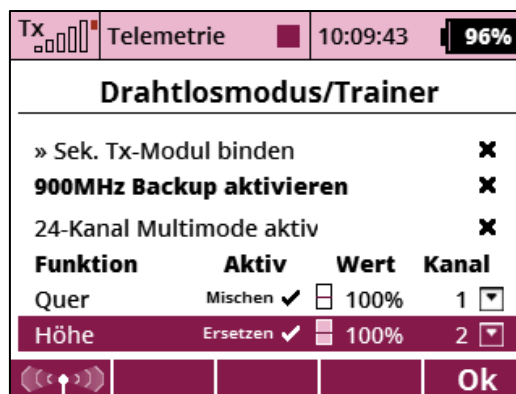 Tx Telemetrie 10:09:43 96%
Drahtlosmodus/Trainer
» Sek. Tx-Modul binden
900MHz Backup aktivieren
24-Kanal Multimode aktiv
Funktion Aktiv Wert Kanal
Quer Mischen 100% 1
Höhe Ersetzen 100% 2
Ok